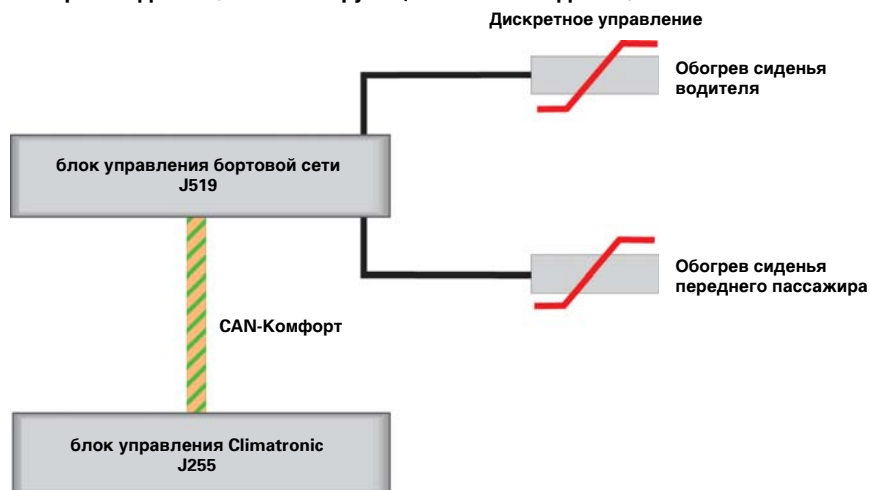 Дискретное управление
Обогрев сиденья
водителя
блок управления бортовой сети
J519
Обогрев сиденья
переднего пассажира
CAN-Комфорт
блок управления Climatronic
J255